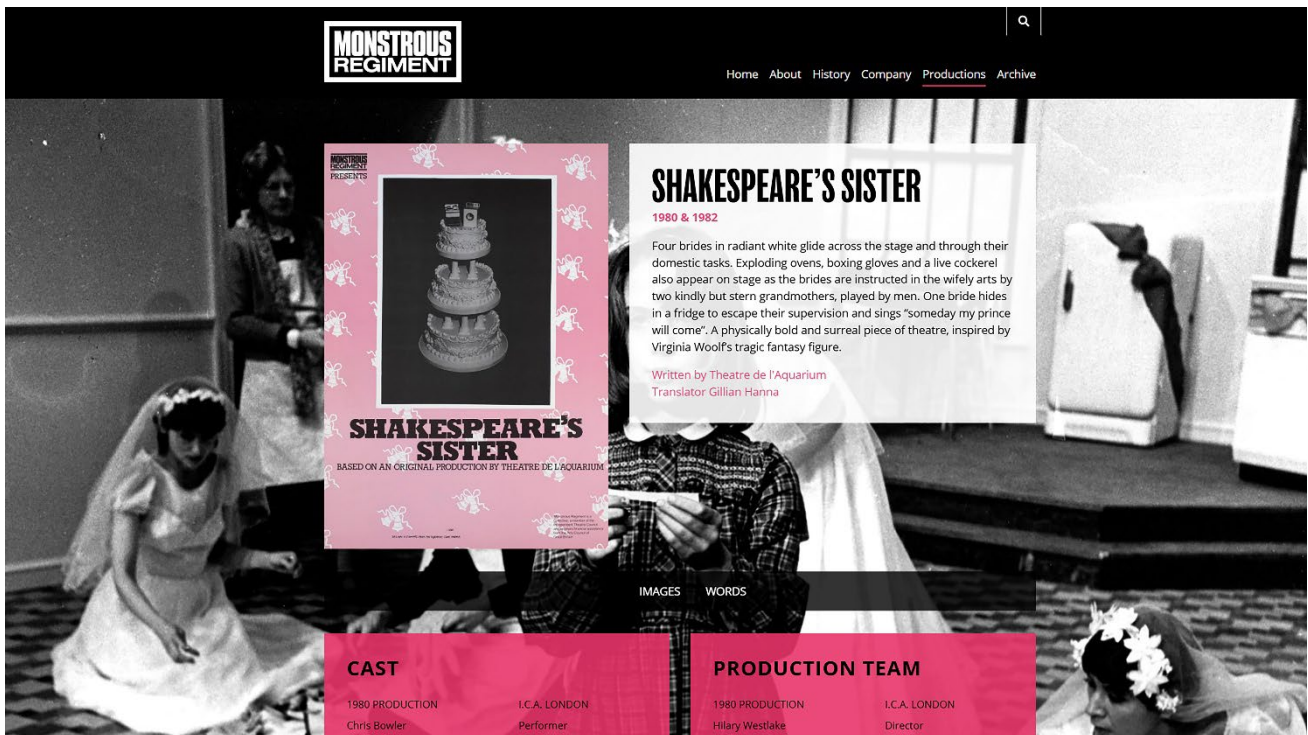 MONSTROUS
REGIMENT
Home About History Company Productions Archive
MONSTROUS
REGIMENT
PRESENTS
SHAKESPEARE'S
SISTER
BASED ON AN ORIGINAL PRODUCTION BY THEATRE DE L'AQUARIUM
SHAKESPEARE'S SISTER
1980 & 1982
Four brides in radiant white glide across the stage and through their
domestic tasks. Exploding ovens, boxing gloves and a live cockerel
also appear on stage as the brides are instructed in the wifely arts by
two kindly but stern grandmothers, played by men. One bride hides
in a fridge to escape their supervision and sings “someday my prince
will come”. A physically bold and surreal piece of theatre, inspired by
Virginia Woolf’s tragic fantasy figure.
Written by Theatre de l'Aquarium
Translator Gillian Hanna
IMAGES WORDS
CAST
1980 PRODUCTION I.C.A. LONDON
Chris Bowler Performer
PRODUCTION TEAM
1980 PRODUCTION I.C.A. LONDON
Hilary Westlake Director